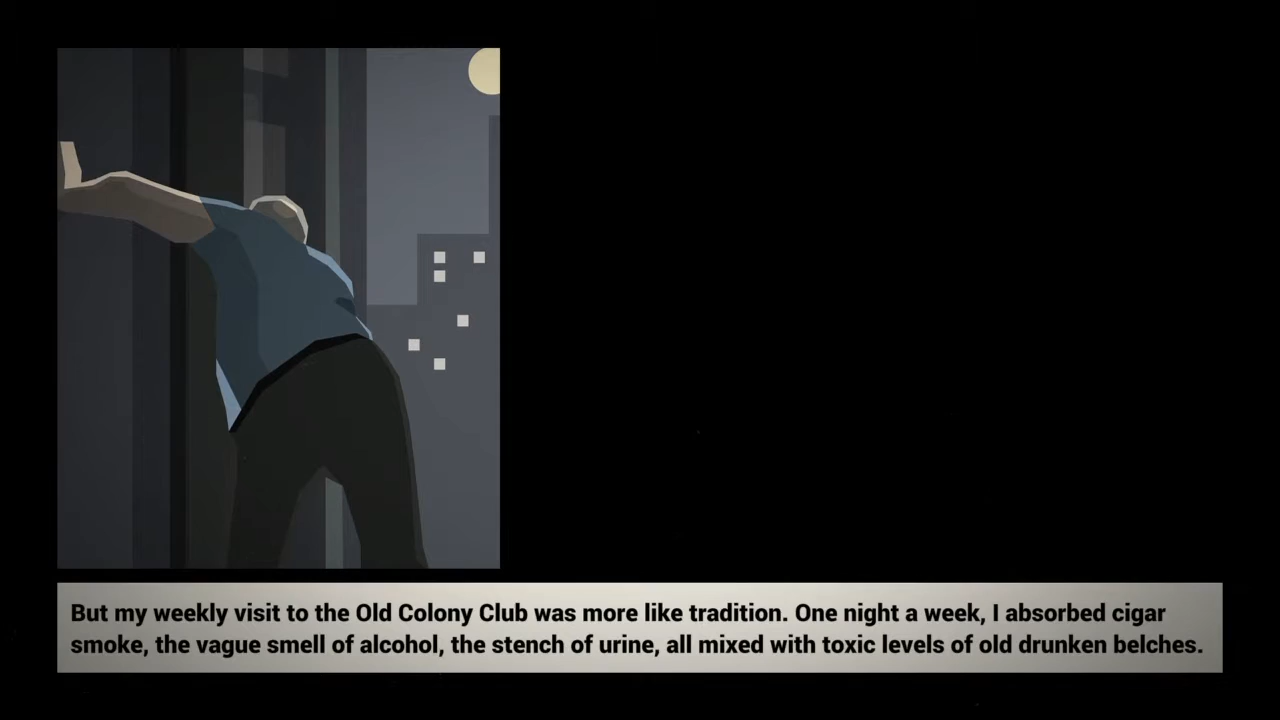 But my weekly visit to the Old Colony Club was more like tradition. One night a week, I absorbed cigar
smoke, the vague smell of alcohol, the stench of urine, all mixed with toxic levels of old drunken belches.